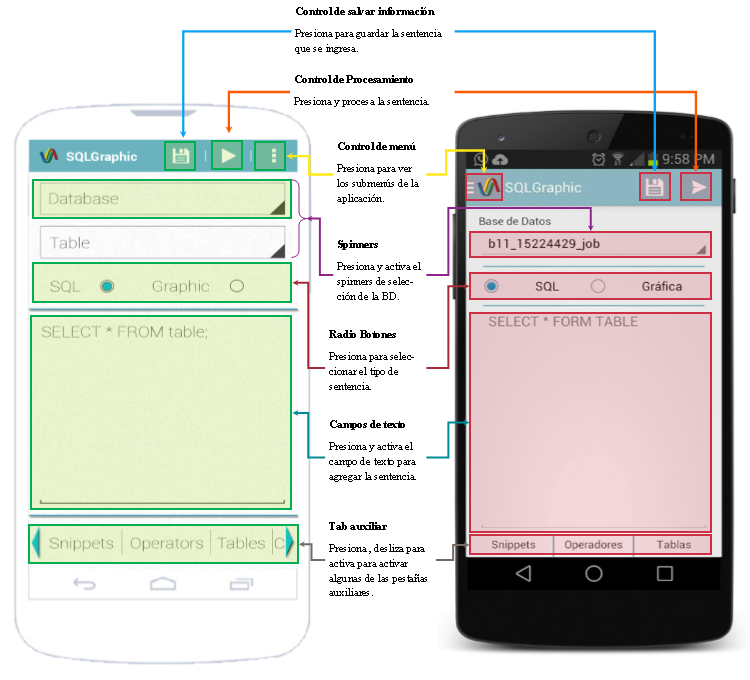 Control de salvar información
Presiona para guardar la sentencia
que se ingresa.
Control de Procesamiento
Presiona y procesa la sentencia.
Control de menú
Presiona para ver
los submenús de la
aplicación.
Spinners
Presiona y activa el
spinners de selec-
ción de la BD.
Radio Botones
Presiona para selec-
cionar el tipo de
sentencia.
Campos de texto
Presiona y activa el
campo de texto para
agregar la sentencia.
Tab auxiliar
Presiona , desliza para
activa para activar
algunas de las pestañas
auxiliares.
SQLGraphic
Database
Table
SQL Graphic
SELECT * FROM table;
Snippets Operators Tables C
9:58 PM
SQLGraphic
Base de Datos
b11_15224429_job
SQL Gráfica
SELECT * FORM TABLE
Snippets Operadores Tablas